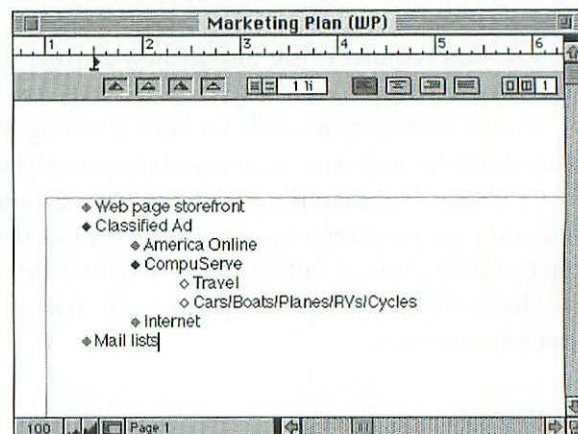 Marketing Plan (WP)
1 2 3 4 5 6
1 li 1
Web page storefront
Classified Ad
America Online
CompuServe
Travel
Cars/Boats/Planes/RVs/Cycles
Internet
Mail lists
100 Page 1